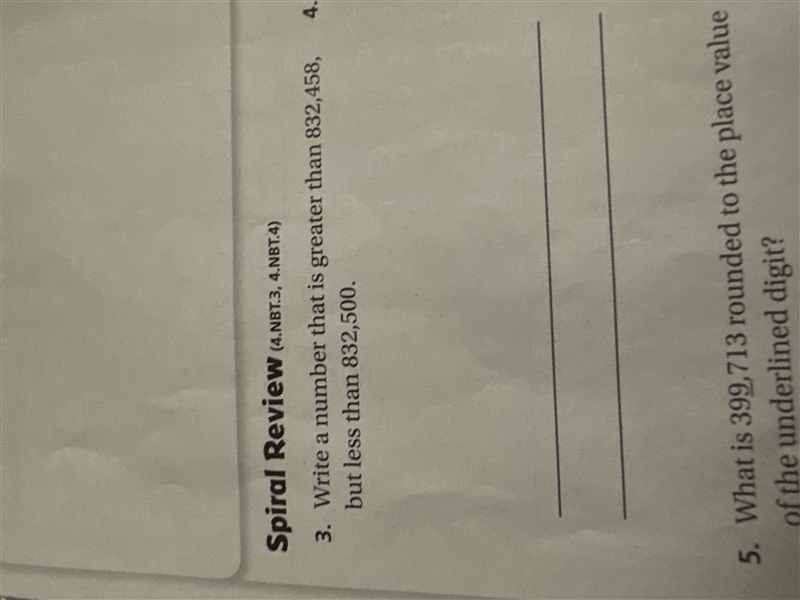 Spiral Review (4.NBT.3, 4.NBT.4)
3. Write a number that is greater than 832,458,
but less than 832,500.
4.
5. What is 399,713 rounded to the place value
of the underlined digit?